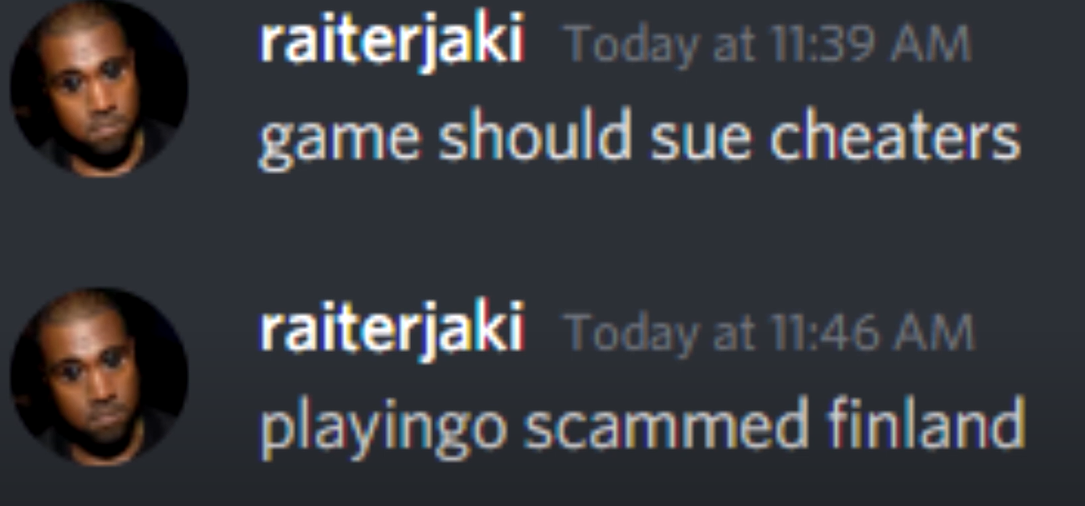 raiterjaki Today at 11:39 AM
game should sue cheaters
raiterjaki Today at 11:46 AM
playingo scammed finland